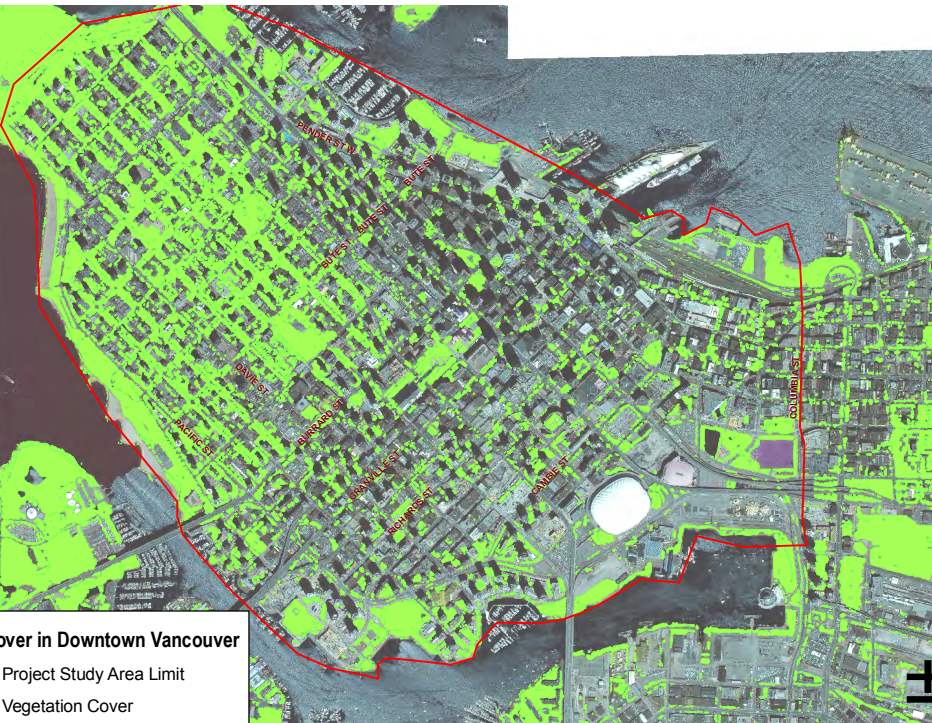 PENDER ST W
BUTE ST
BUTE ST
BUTE ST
DAVIE ST
PACIFIC ST
BURRARD ST
GRANVILLE ST
RICHARDS ST
CAMBIE ST
COLUMBIA ST
over in Downtown Vancouver
Project Study Area Limit
Vegetation Cover